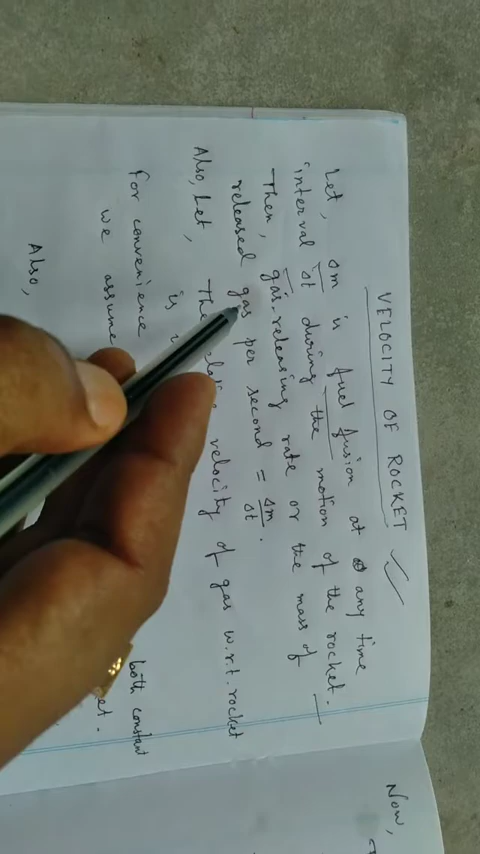 VELOCITY OF ROCKET
Let, Δm is fuel fusion at any time
interval Δt during the motion of the rocket.
Then, gas-releasing rate or the mass of
released gas per second = Δm/Δt.
Also, Let, The velocity of gas w.r.t. rocket
is
For convenience both constant
we assume
Also,
Now,